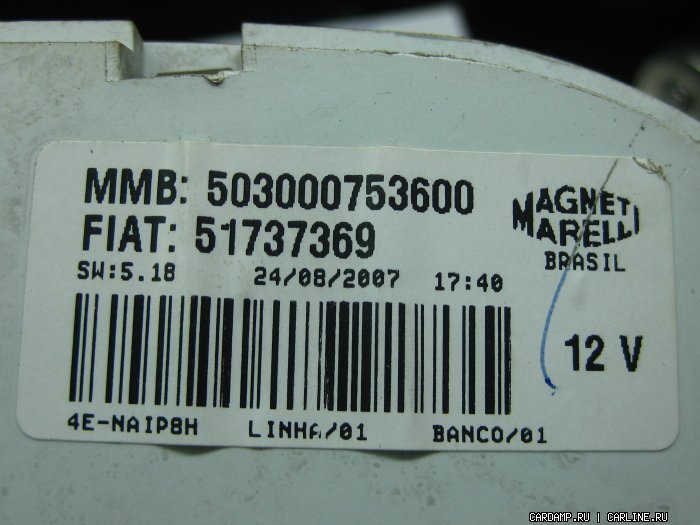 MMB: 503000753600
FIAT: 51737369
MAGNETI
MARELLI
BRASIL
SW:5.18 24/08/2007 17:40
12 V
4E-NAIP8H LINHA/01 BANCO/01
CARDAMP.RU | CARLINE.RU